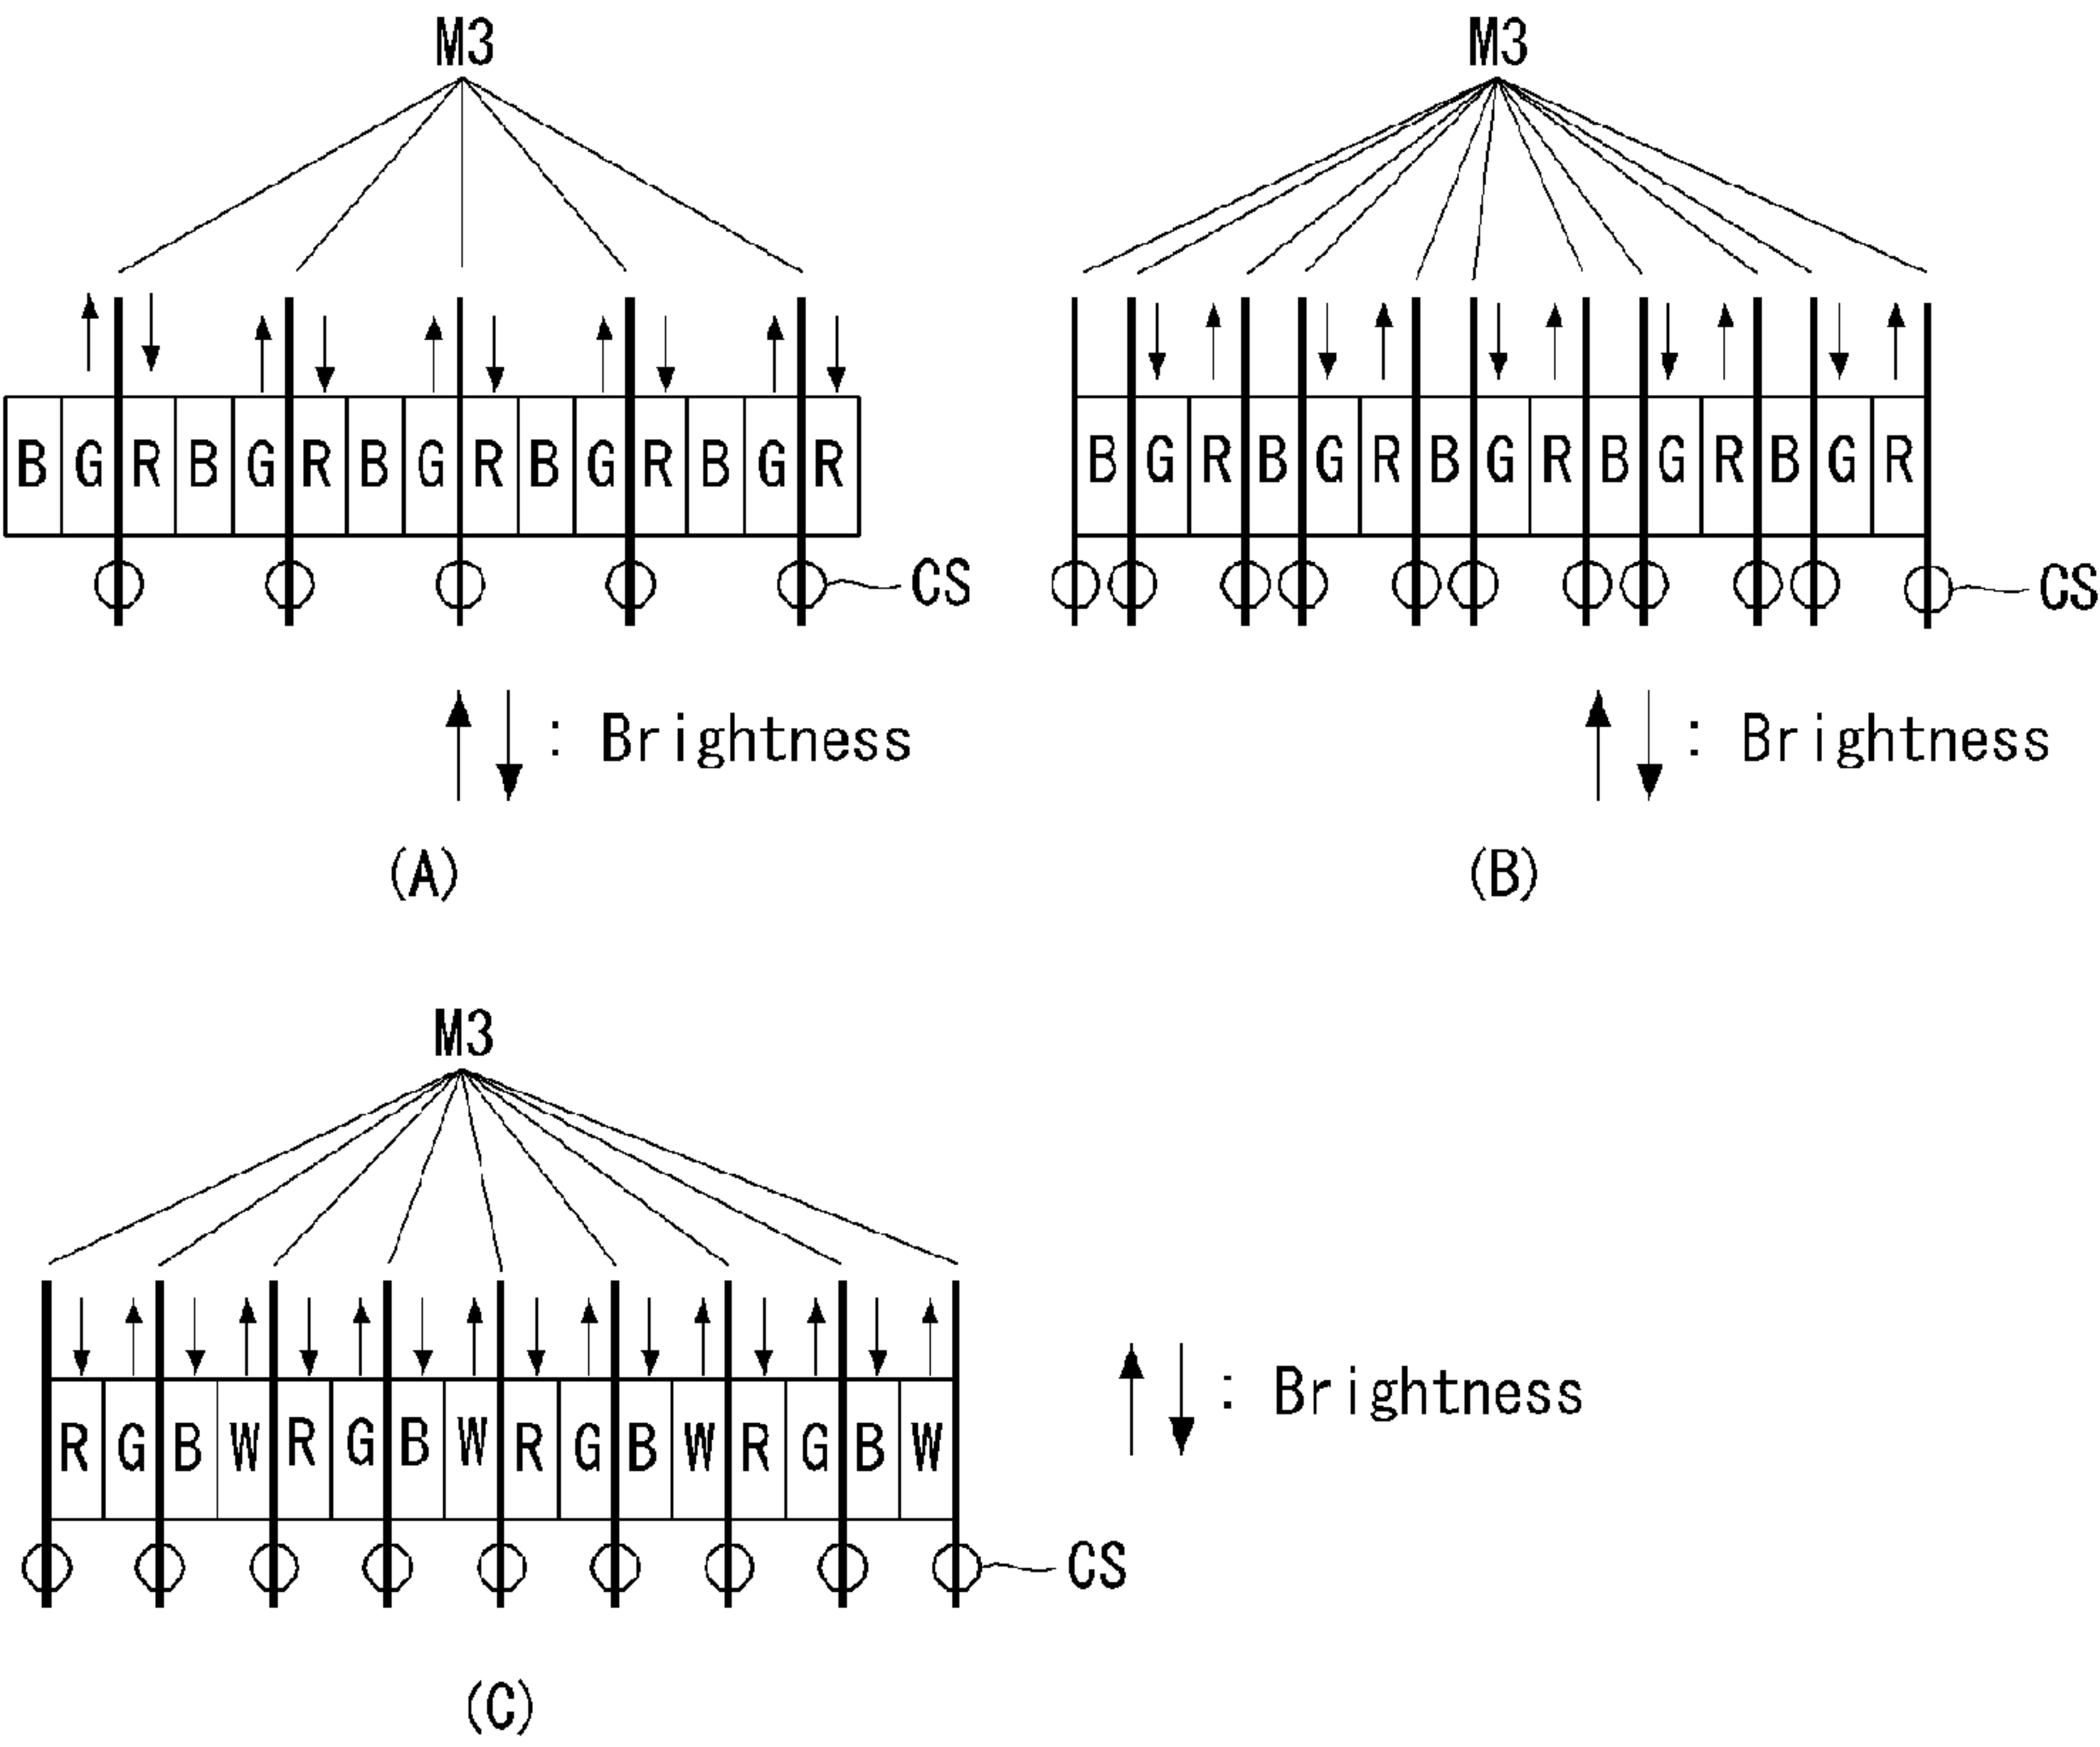 M3
B G R B G R B G R B G R B G R
CS
↑ ↓ : Brightness
(A)
M3
B G R B G R B G R B G R B G R
CS
↑ ↓ : Brightness
(B)
M3
R G B W R G B W R G B W R G B W
CS
↑ ↓ : Brightness
(C)